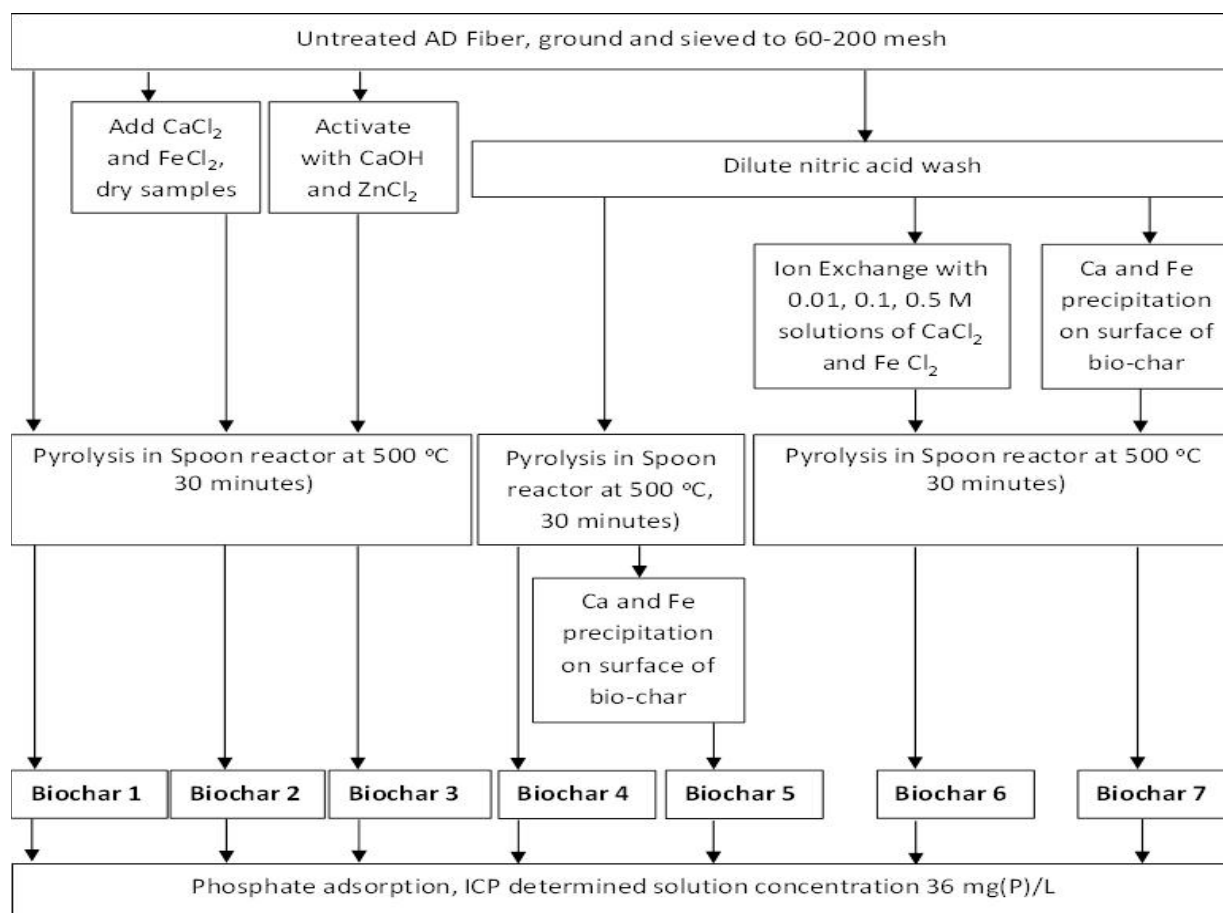 Untreated AD Fiber, ground and sieved to 60-200 mesh
Add CaCl₂
and FeCl₂,
dry samples
Activate
with CaOH
and ZnCl₂
Dilute nitric acid wash
Ion Exchange with
0.01, 0.1, 0.5 M
solutions of CaCl₂
and Fe Cl₂
Ca and Fe
precipitation
on surface of
bio-char
Pyrolysis in Spoon reactor at 500 °C
30 minutes)
Pyrolysis in Spoon
reactor at 500 °C,
30 minutes)
Pyrolysis in Spoon reactor at 500 °C
30 minutes)
Ca and Fe
precipitation
on surface of
bio-char
Biochar 1
Biochar 2
Biochar 3
Biochar 4
Biochar 5
Biochar 6
Biochar 7
Phosphate adsorption, ICP determined solution concentration 36 mg(P)/L